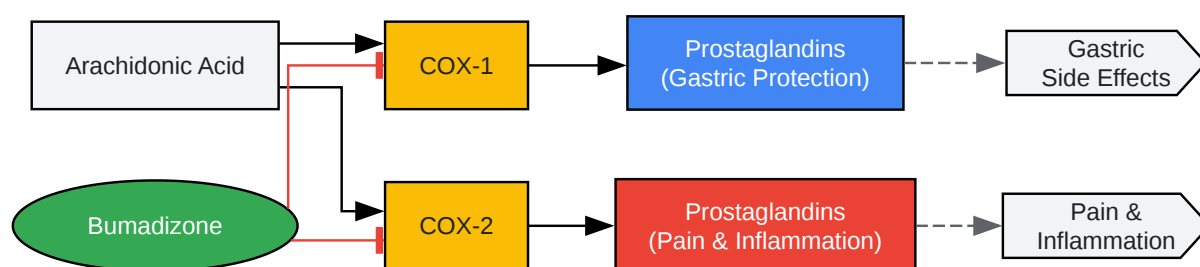 Arachidonic Acid
COX-1
Prostaglandins
(Gastric Protection)
Gastric
Side Effects
Bumadizone
COX-2
Prostaglandins
(Pain & Inflammation)
Pain &
Inflammation